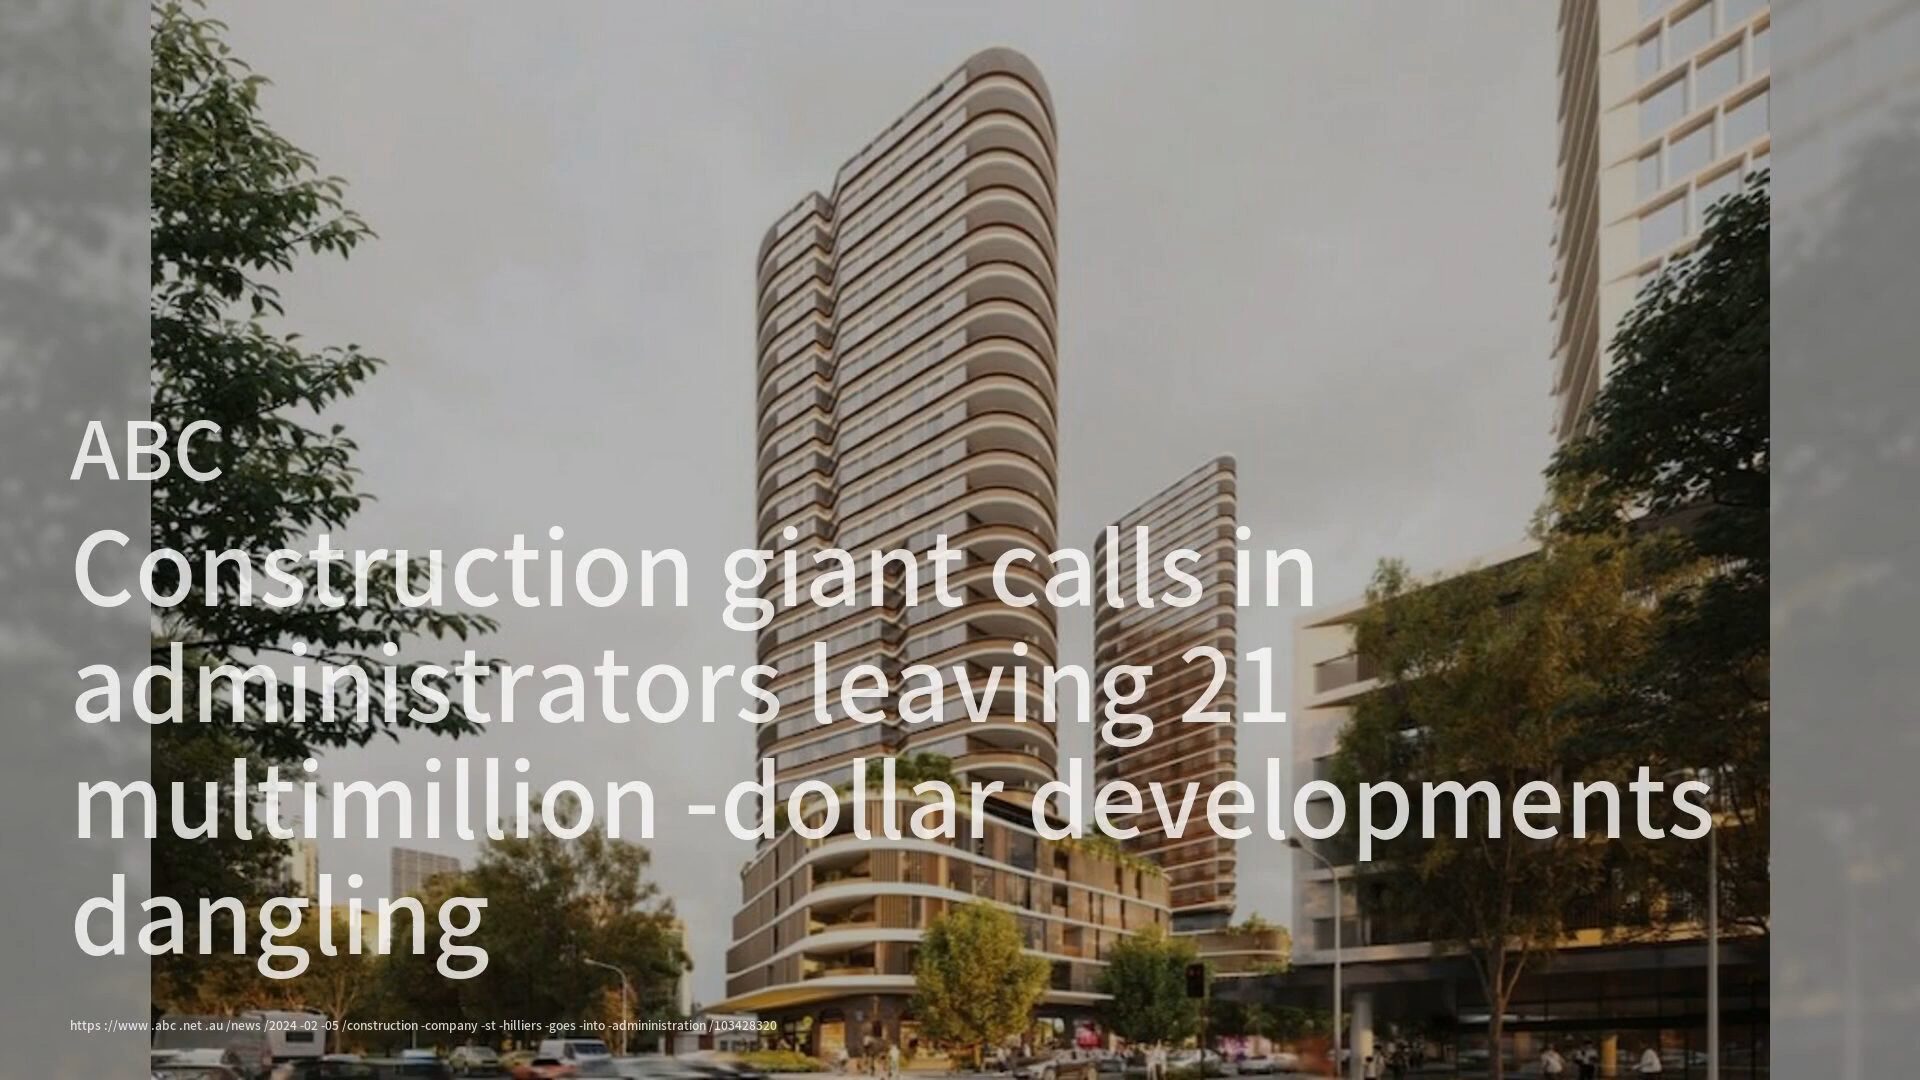 ABC
Construction giant calls in
administrators leaving 21
multimillion -dollar developments
dangling
https ://www .abc .net .au /news /2024 -02 -05 /construction -company -st -hilliers -goes -into -admininistration /103428320